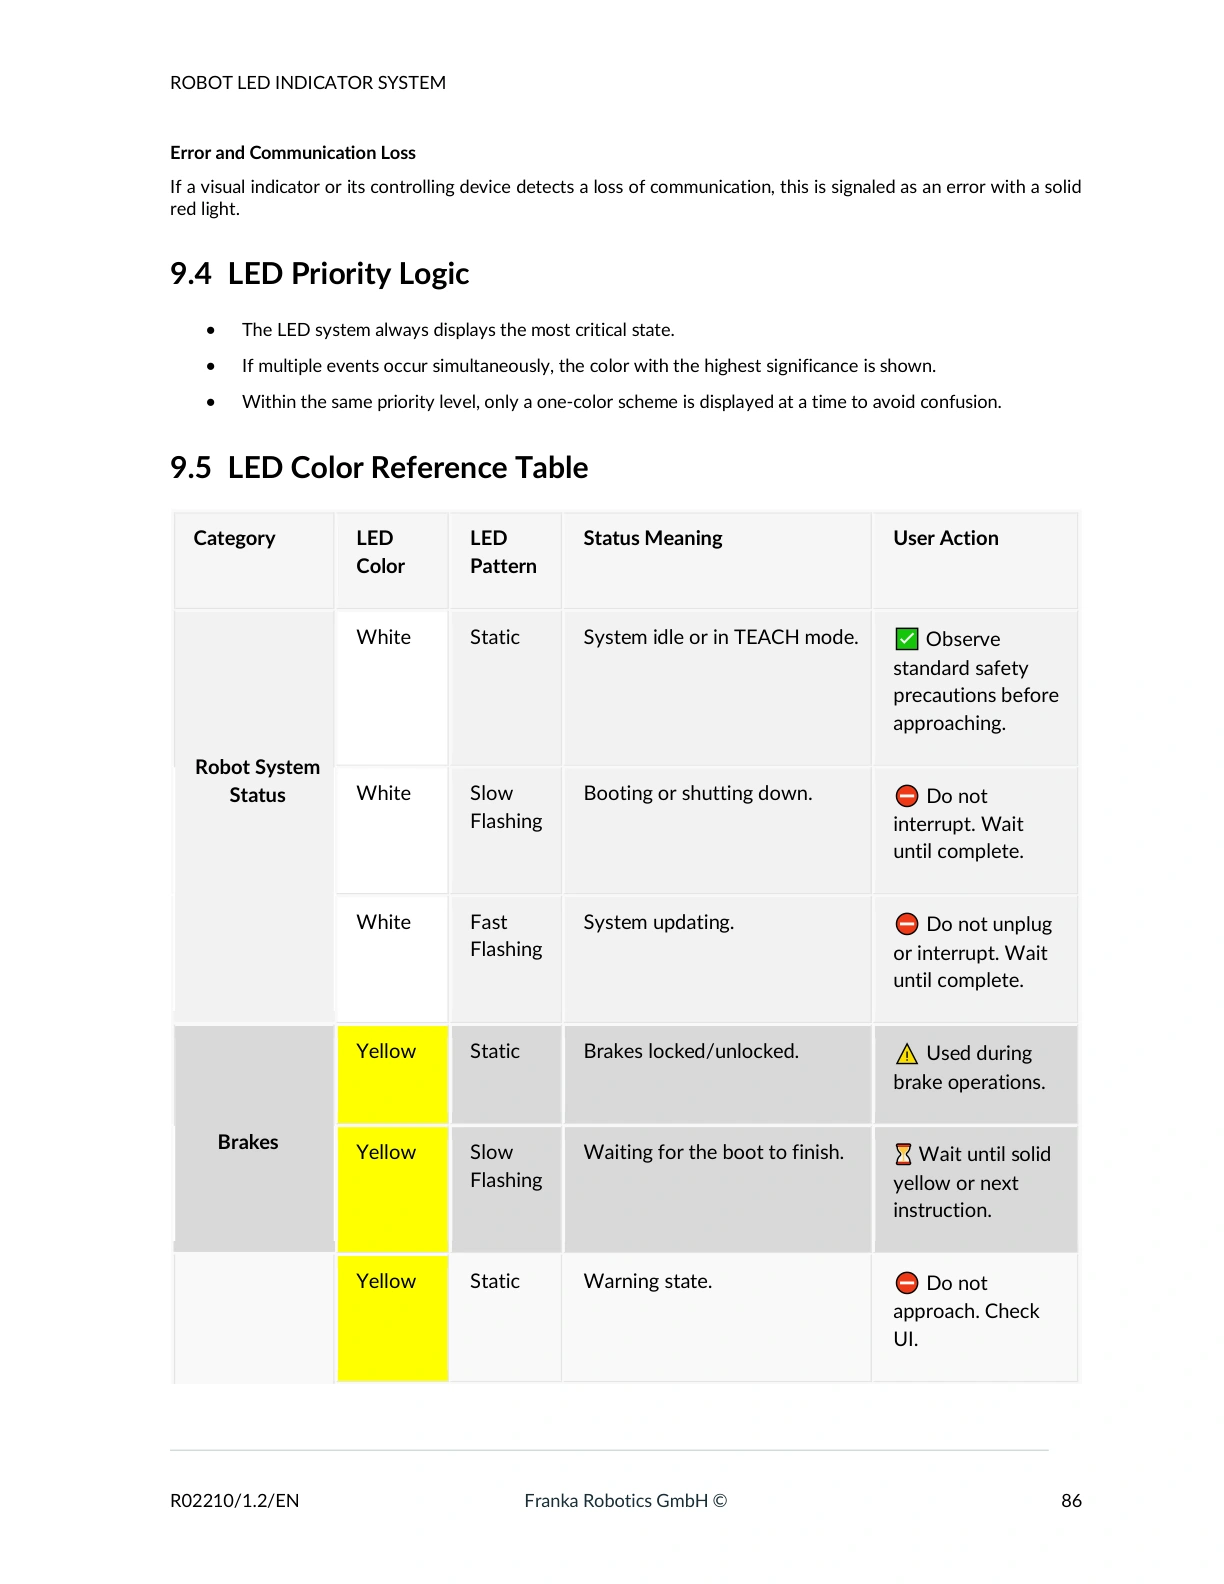 ROBOT LED INDICATOR SYSTEM
Error and Communication Loss
If a visual indicator or its controlling device detects a loss of communication, this is signaled as an error with a solid
red light.
9.4 LED Priority Logic
• The LED system always displays the most critical state.
• If multiple events occur simultaneously, the color with the highest significance is shown.
• Within the same priority level, only a one-color scheme is displayed at a time to avoid confusion.
9.5 LED Color Reference Table
Category
LED
Color
LED
Pattern
Status Meaning
User Action
Robot System
Status
White
Static
System idle or in TEACH mode.
✅ Observe
standard safety
precautions before
approaching.
White
Slow
Flashing
Booting or shutting down.
⛔ Do not
interrupt. Wait
until complete.
White
Fast
Flashing
System updating.
⛔ Do not unplug
or interrupt. Wait
until complete.
Brakes
Yellow
Static
Brakes locked/unlocked.
⚠ Used during
brake operations.
Yellow
Slow
Flashing
Waiting for the boot to finish.
⏳ Wait until solid
yellow or next
instruction.
Yellow
Static
Warning state.
⛔ Do not
approach. Check
UI.
R02210/1.2/EN
Franka Robotics GmbH ©
86